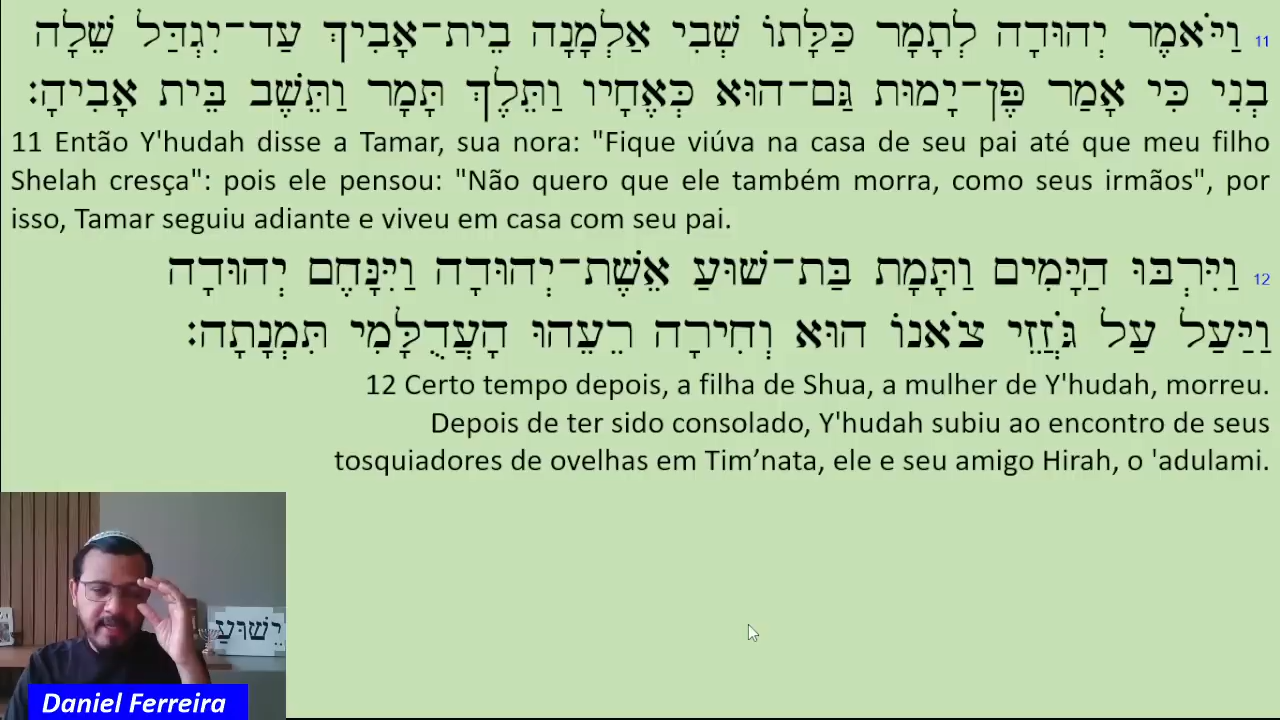 11 וַיֹּאמֶר יְהוּדָה לְתָמָר כַּלָּתוֹ שְׁבִי אַלְמָנָה בֵית־אָבִיךְ עַד־יִגְדַּל שֵׁלָה
בְנִי כִּי אָמַר פֶּן־יָמוּת גַּם־הוּא כְּאֶחָיו וַתֵּלֶךְ תָּמָר וַתֵּשֶׁב בֵּית אָבִיהָ׃
11 Então Y'hudah disse a Tamar, sua nora: "Fique viúva na casa de seu pai até que meu filho
Shelah cresça": pois ele pensou: "Não quero que ele também morra, como seus irmãos", por
isso, Tamar seguiu adiante e viveu em casa com seu pai.
12 וַיִּרְבּוּ הַיָּמִים וַתָּמָת בַּת־שׁוּעַ אֵשֶׁת־יְהוּדָה וַיִּנָּחֶם יְהוּדָה
וַיַּעַל עַל גֹּזֲזֵי צֹאנוֹ הוּא וְחִירָה רֵעֵהוּ הָעֲדֻלָּמִי תִּמְנָתָה׃
12 Certo tempo depois, a filha de Shua, a mulher de Y'hudah, morreu.
Depois de ter sido consolado, Y'hudah subiu ao encontro de seus
tosquiadores de ovelhas em Tim’nata, ele e seu amigo Hirah, o 'adulami.
יֵשׁוּעַ
Daniel Ferreira